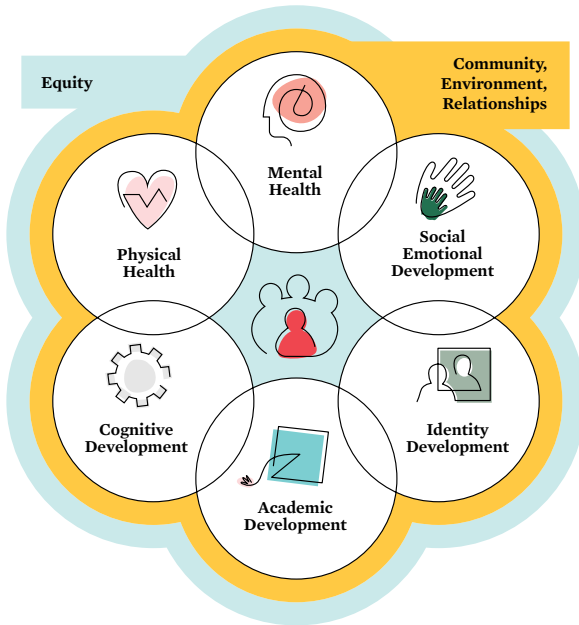 Equity
Community,
Environment,
Relationships
Mental
Health
Physical
Health
Social
Emotional
Development
Cognitive
Development
Identity
Development
Academic
Development